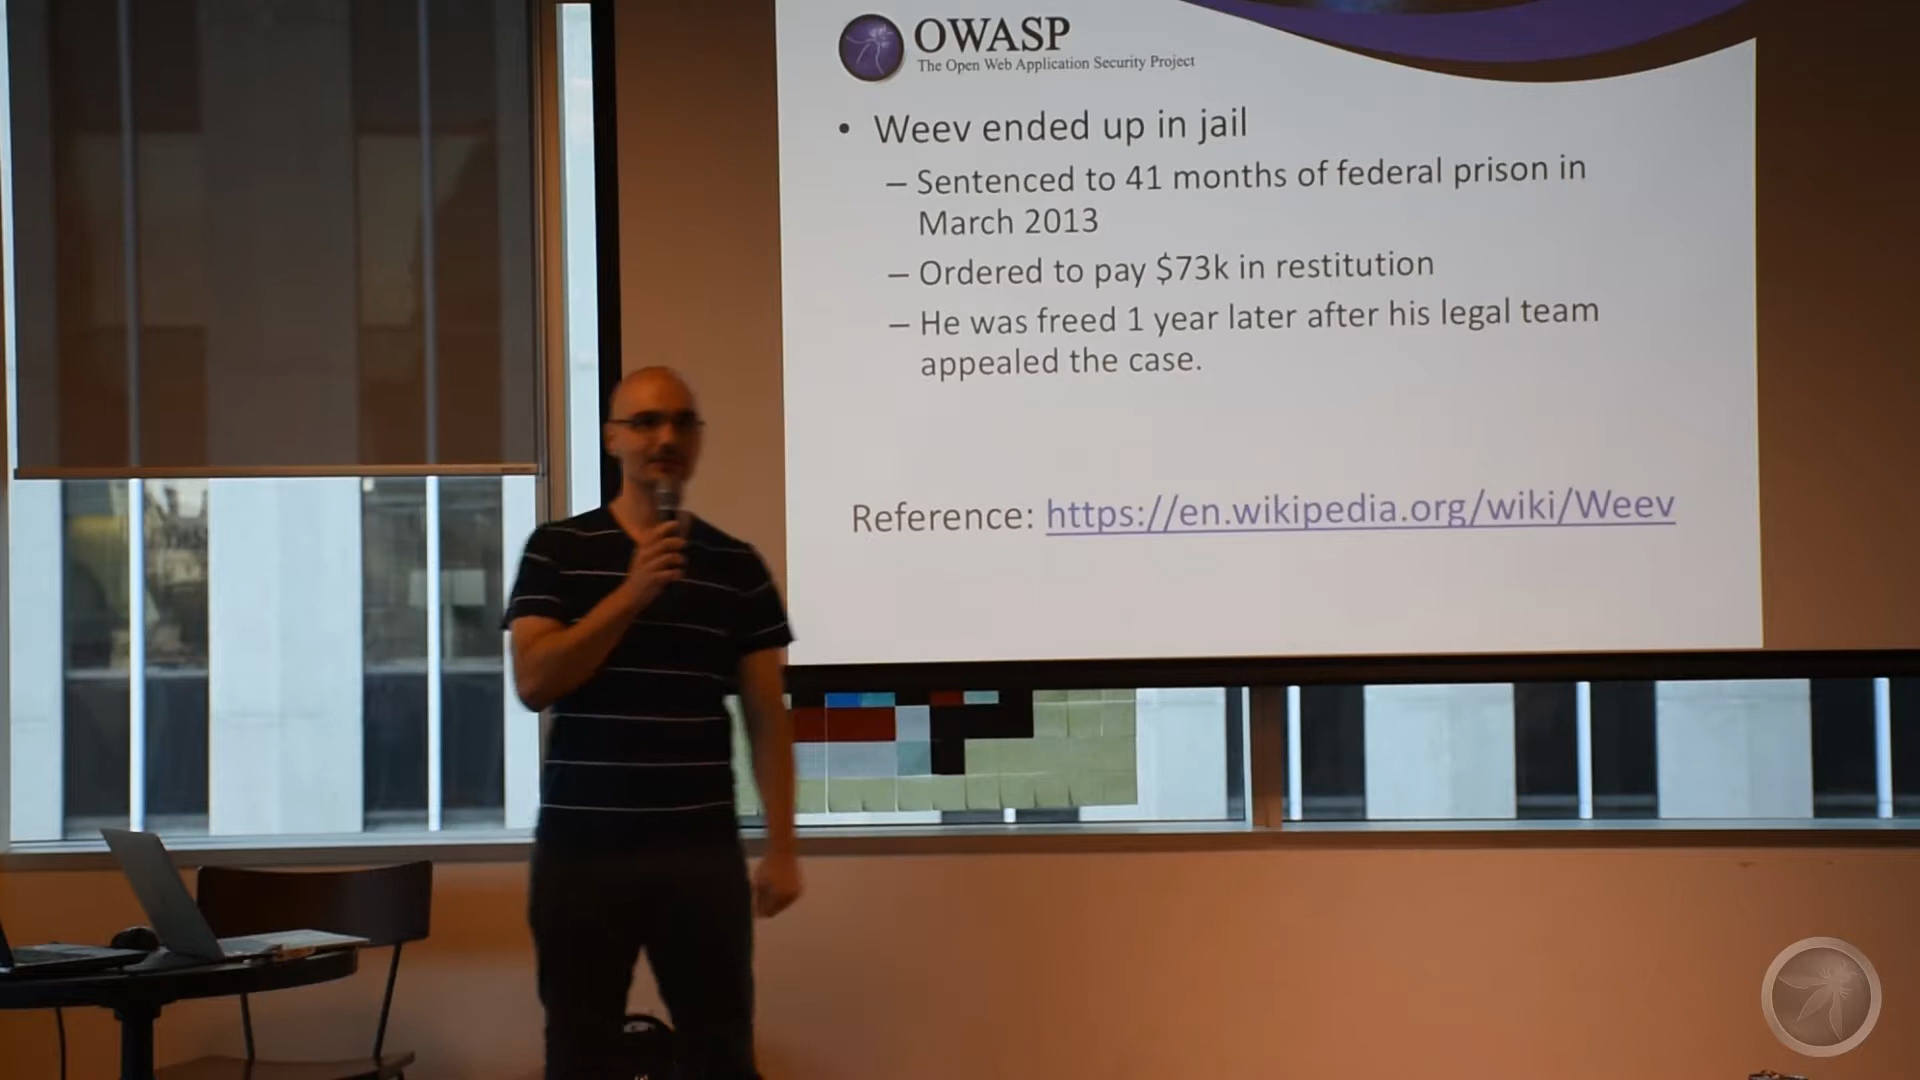 OWASP
The Open Web Application Security Project
• Weev ended up in jail
– Sentenced to 41 months of federal prison in
March 2013
– Ordered to pay $73k in restitution
– He was freed 1 year later after his legal team
appealed the case.
Reference: https://en.wikipedia.org/wiki/Weev